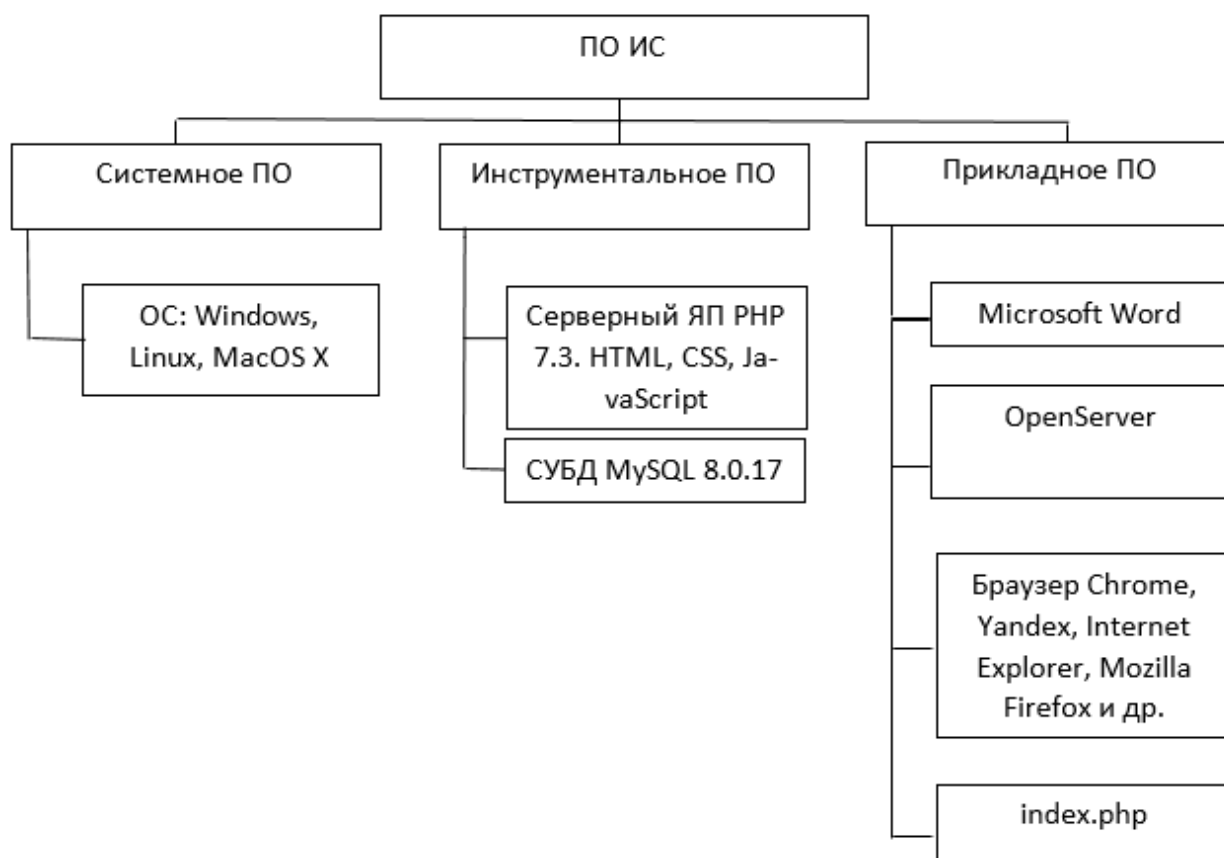 ПО ИС
Системное ПО
Инструментальное ПО
Прикладное ПО
ОС: Windows,
Linux, MacOS X
Серверный ЯП PHP
7.3. HTML, CSS, Ja-
vaScript
СУБД MySQL 8.0.17
Microsoft Word
OpenServer
Браузер Chrome,
Yandex, Internet
Explorer, Mozilla
Firefox и др.
index.php